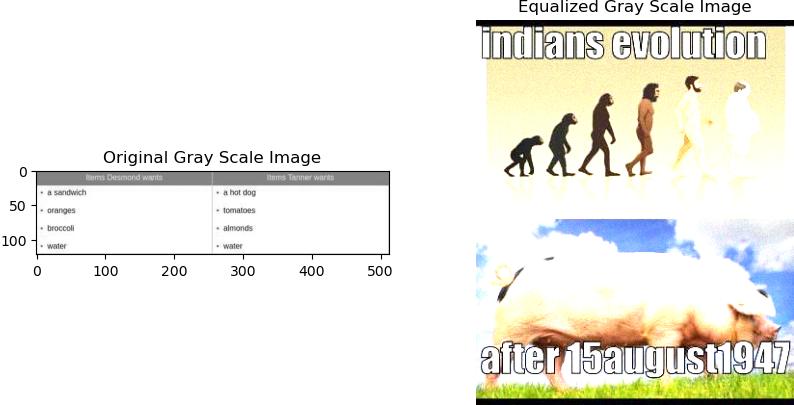 Original Gray Scale Image
0
50
100
Items Desmond wants
Items Tanner wants
• a sandwich
• a hot dog
• oranges
• tomatoes
• broccoli
• almonds
• water
• water
0 100 200 300 400 500
Equalized Gray Scale Image
indians evolution
after 15august1947